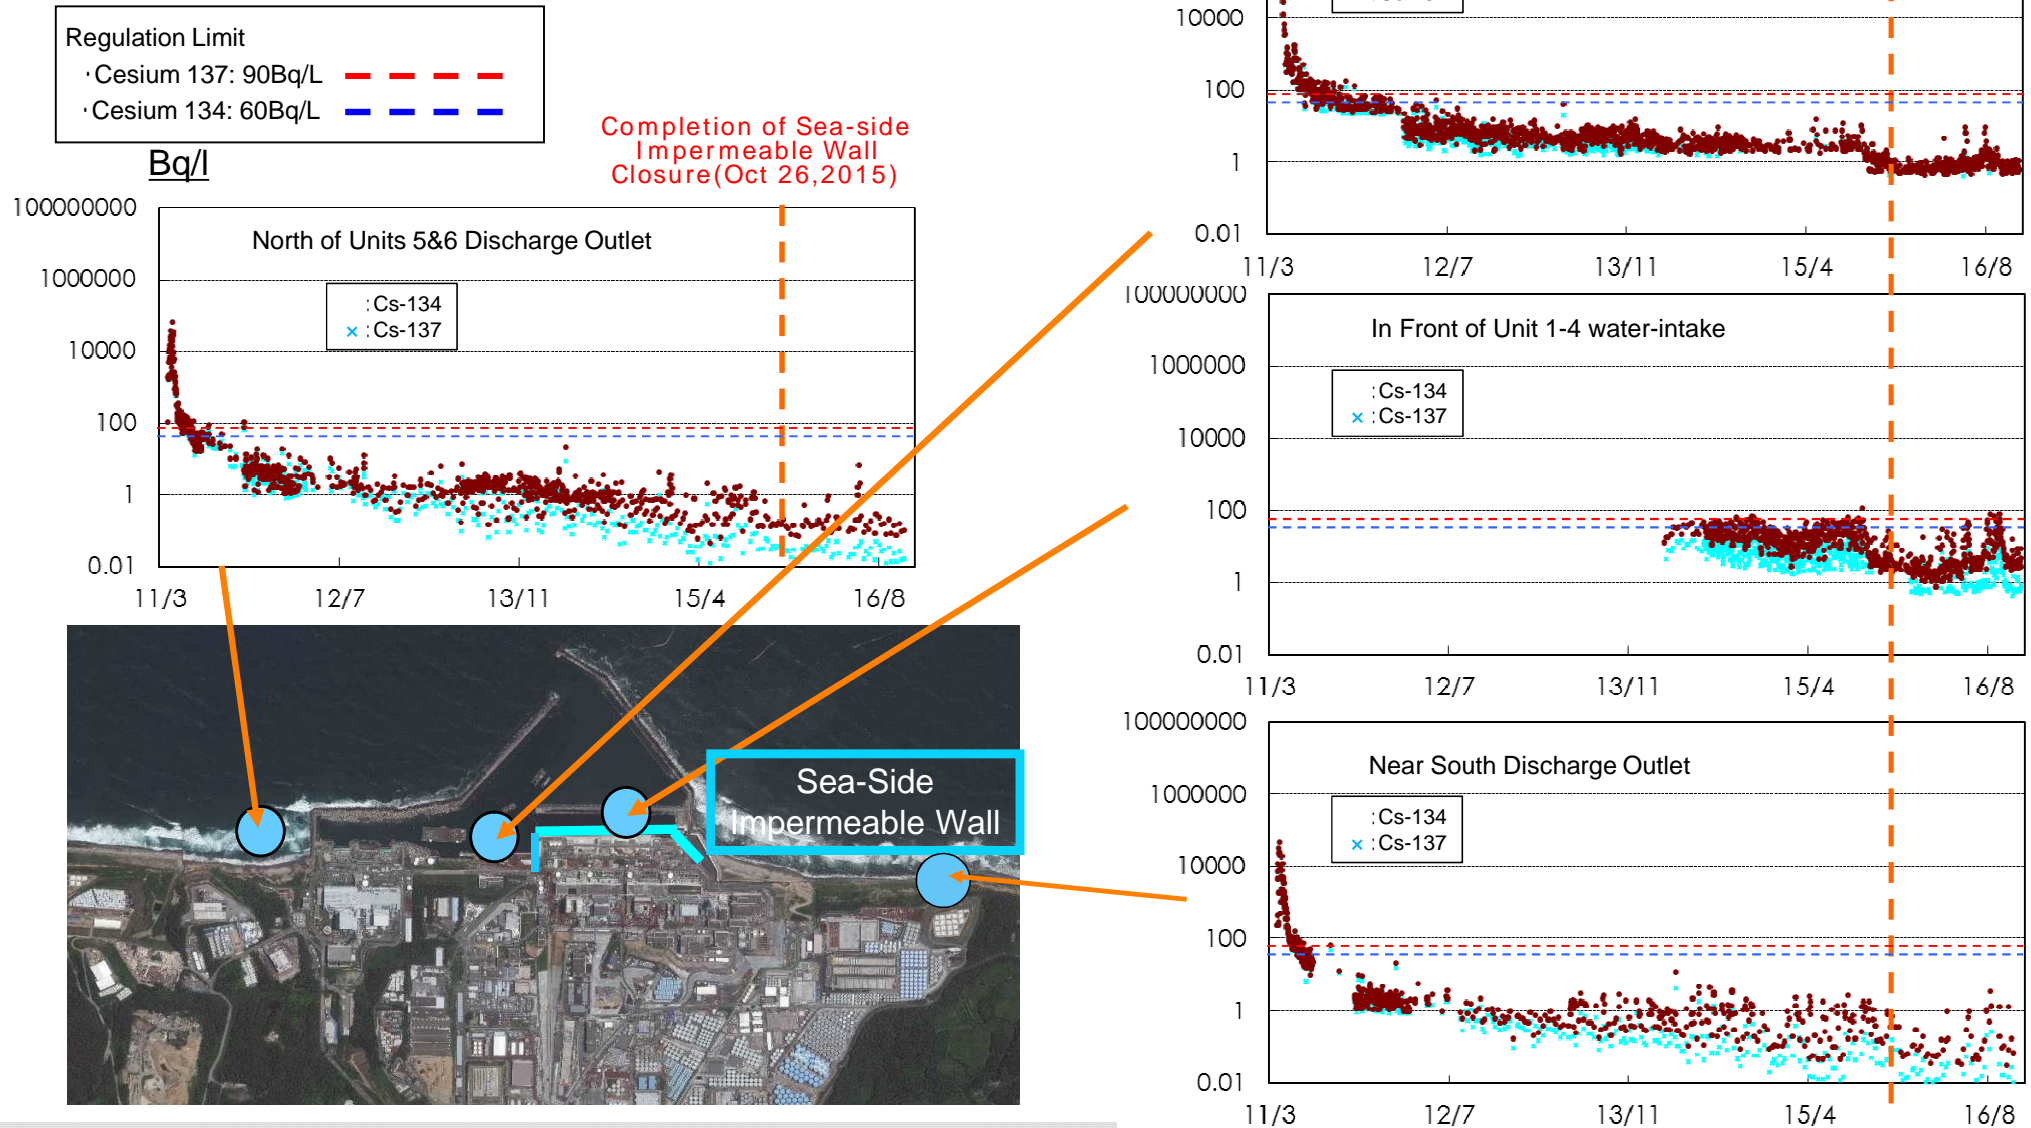 Regulation Limit
・Cesium 137: 90Bq/L
・Cesium 134: 60Bq/L
Bq/l
Completion of Sea-side
Impermeable Wall
Closure(Oct 26,2015)
100000000
1000000
10000
100
1
0.01
North of Units 5&6 Discharge Outlet
:Cs-134
× :Cs-137
11/3 12/7 13/11 15/4 16/8
10000
100
1
0.01
11/3 12/7 13/11 15/4 16/8
100000000
1000000
10000
100
1
0.01
In Front of Unit 1-4 water-intake
:Cs-134
× :Cs-137
11/3 12/7 13/11 15/4 16/8
100000000
1000000
10000
100
1
0.01
Near South Discharge Outlet
:Cs-134
× :Cs-137
11/3 12/7 13/11 15/4 16/8
Sea-Side
Impermeable Wall